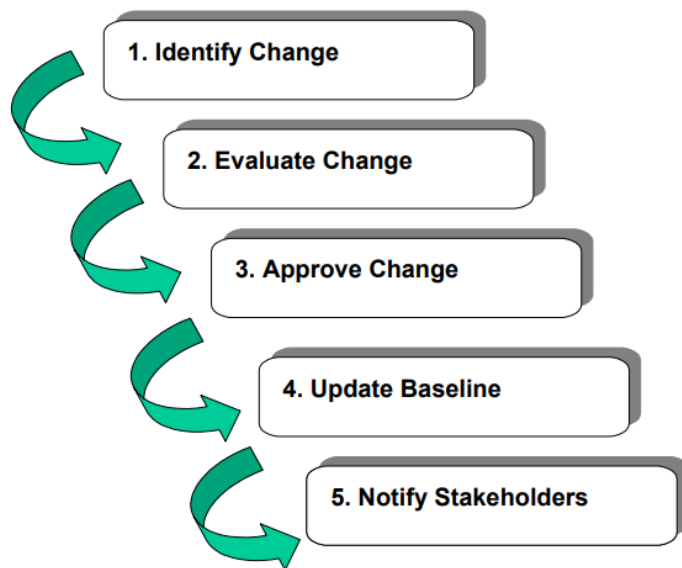 1. Identify Change
2. Evaluate Change
3. Approve Change
4. Update Baseline
5. Notify Stakeholders